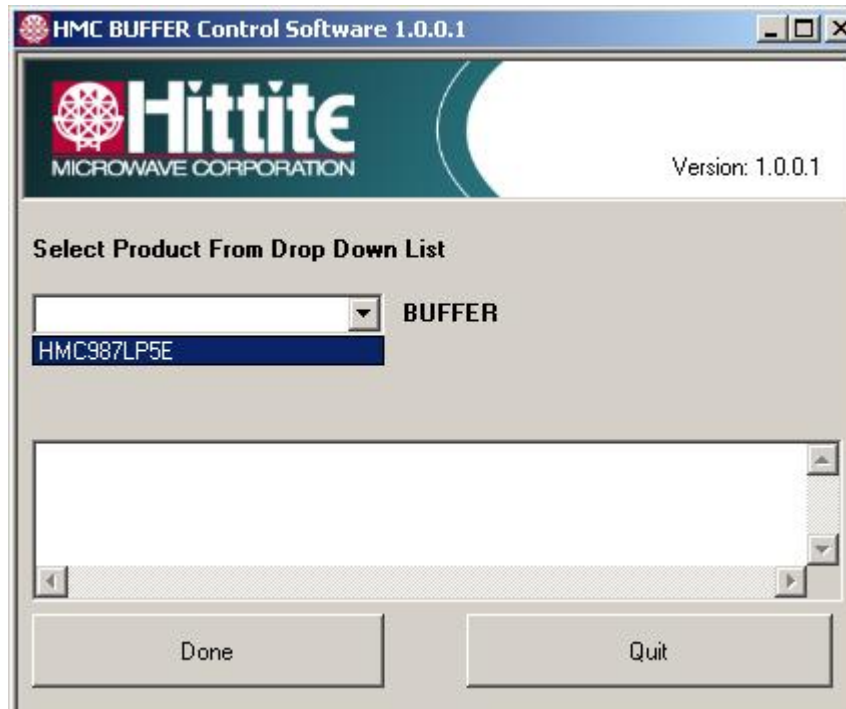 HMC BUFFER Control Software 1.0.0.1
HittitE
MICROWAVE CORPORATION
Version: 1.0.0.1
Select Product From Drop Down List
BUFFER
HMC987LP5E
Done
Quit